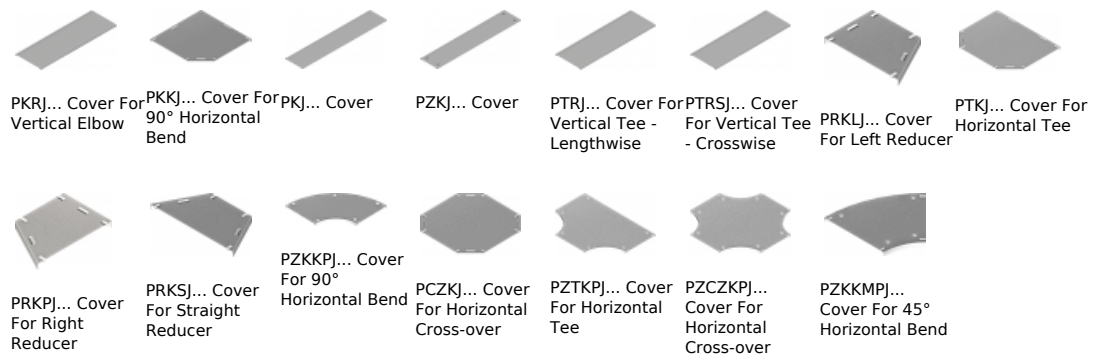 PKRJ... Cover For
Vertical Elbow
PKKJ... Cover For
90° Horizontal
Bend
PKJ... Cover
PZKJ... Cover
PTRJ... Cover For
Vertical Tee -
Lengthwise
PTRSJ... Cover
For Vertical Tee
- Crosswise
PRKLJ... Cover
For Left Reducer
PTKJ... Cover For
Horizontal Tee
PRKPJ... Cover
For Right
Reducer
PRKSJ... Cover
For Straight
Reducer
PZKKPJ... Cover
For 90°
Horizontal Bend
PCZKJ... Cover
For Horizontal
Cross-over
PZTKPJ... Cover
For Horizontal
Tee
PZCZKPJ...
Cover For
Horizontal
Cross-over
PZKKMPJ...
Cover For 45°
Horizontal Bend